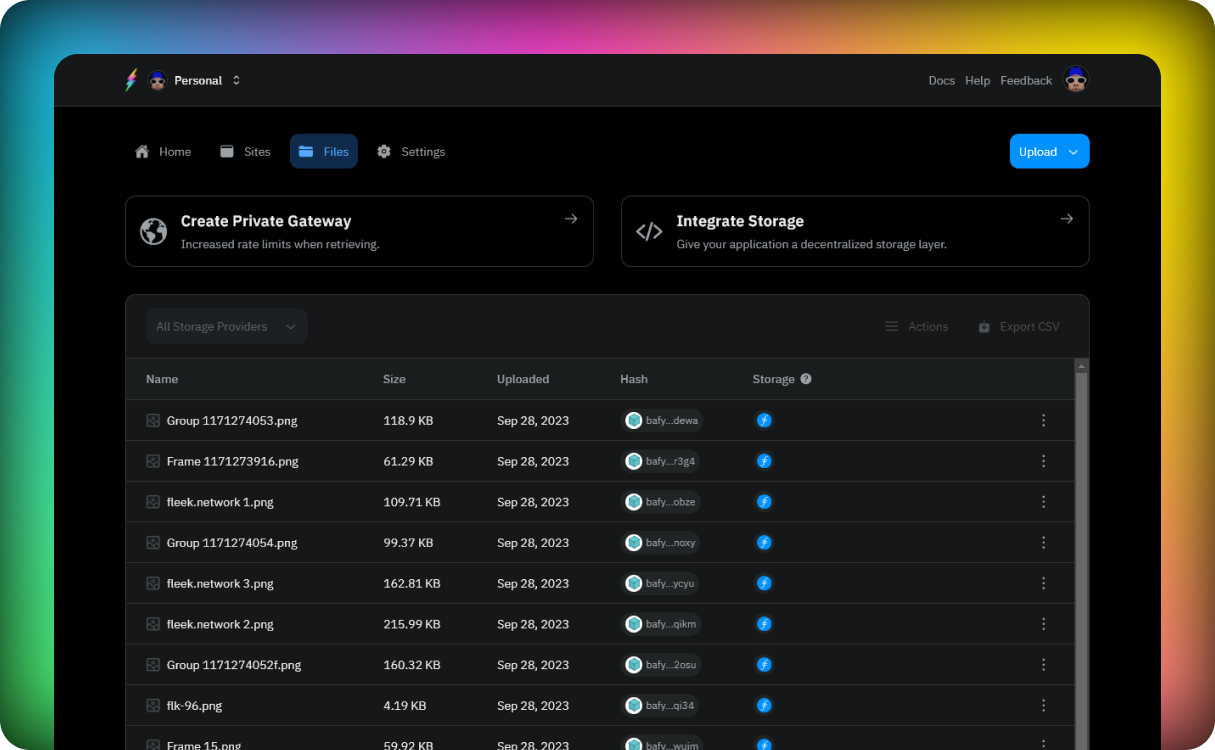 Personal Docs Help Feedback
Home Sites Files Settings Upload
Create Private Gateway
Increased rate limits when retrieving.
Integrate Storage
Give your application a decentralized storage layer.
All Storage Providers Actions Export CSV
Name Size Uploaded Hash Storage ?
Group 1171274053.png 118.9 KB Sep 28, 2023 bafy...dewa
Frame 1171273916.png 61.29 KB Sep 28, 2023 bafy...r3g4
fleek.network 1.png 109.71 KB Sep 28, 2023 bafy...obze
Group 1171274054.png 99.37 KB Sep 28, 2023 bafy...noxy
fleek.network 3.png 162.81 KB Sep 28, 2023 bafy...ycyu
fleek.network 2.png 215.99 KB Sep 28, 2023 bafy...qikm
Group 1171274052f.png 160.32 KB Sep 28, 2023 bafy...2osu
flk-96.png 4.19 KB Sep 28, 2023 bafy...qi34
Frame 15.png 59.92 KB Sep 28, 2023 bafy...wuim